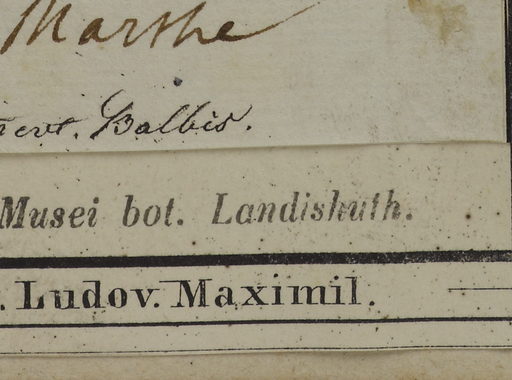 Marthe
Balbis.
Musei bot. Landishuth.
. Ludov. Maximil.